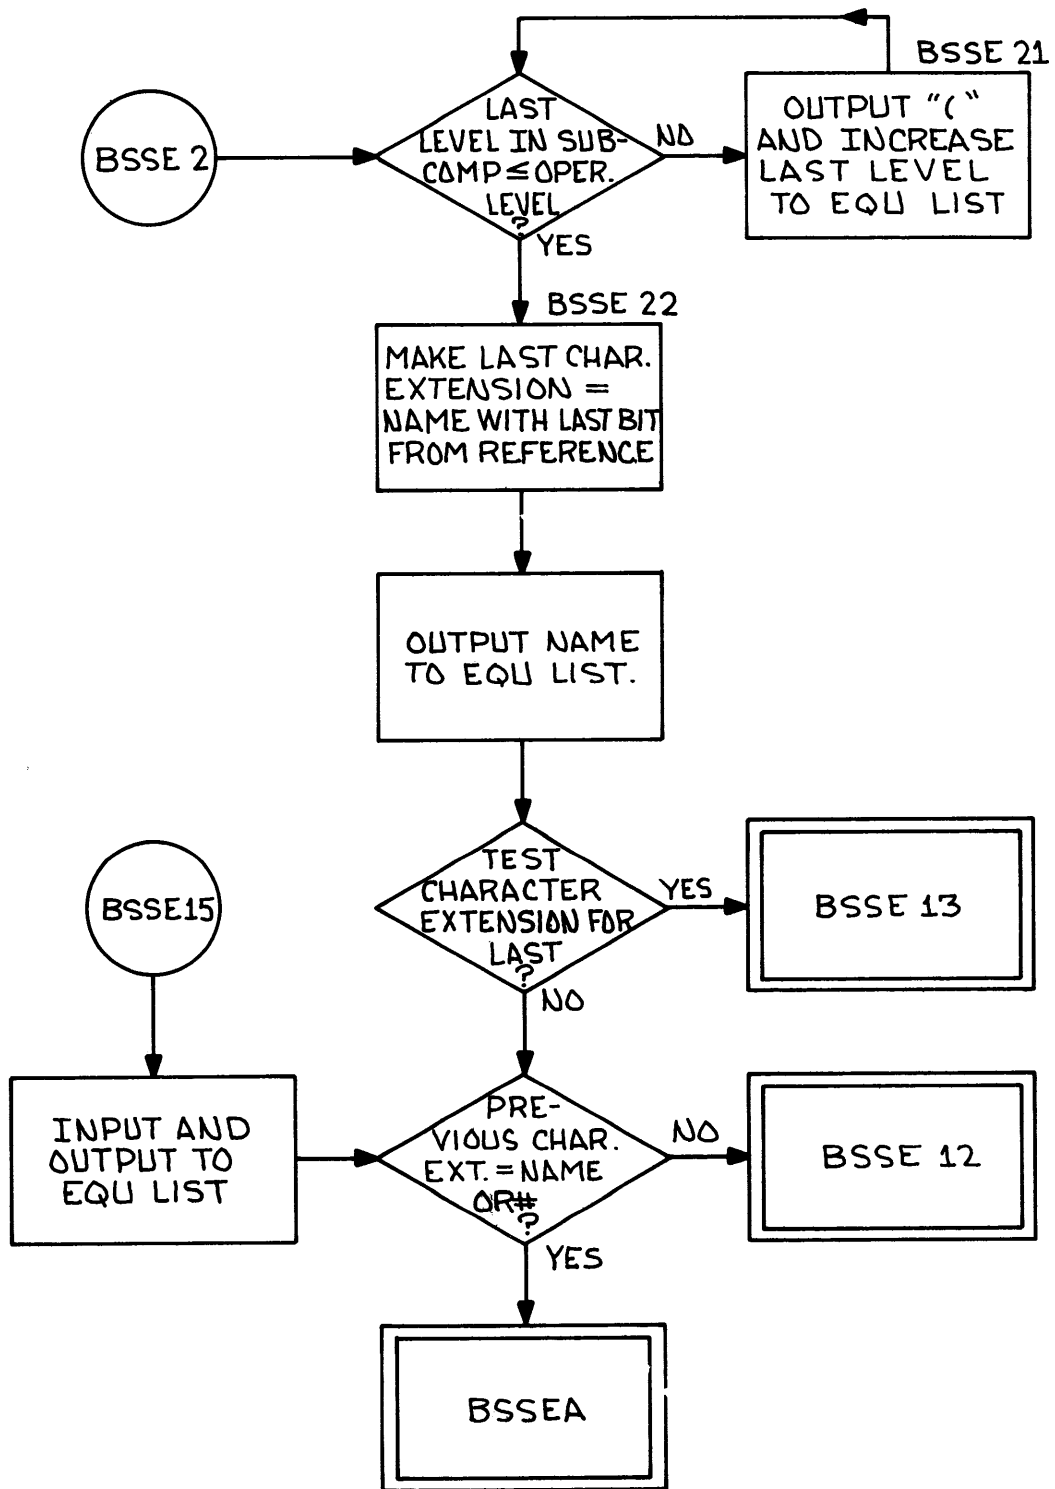 BSSE 21
LAST
LEVEL IN SUB-
COMP ≤ OPER.
LEVEL
?
NO
OUTPUT "("
AND INCREASE
LAST LEVEL
TO EQU LIST
BSSE 2
YES
BSSE 22
MAKE LAST CHAR.
EXTENSION =
NAME WITH LAST BIT
FROM REFERENCE
OUTPUT NAME
TO EQU LIST.
TEST
CHARACTER
EXTENSION FOR
LAST
?
YES
BSSE 13
BSSE15
NO
INPUT AND
OUTPUT TO
EQU LIST
PRE-
VIOUS CHAR.
EXT. = NAME
OR#
?
NO
BSSE 12
YES
BSSEA